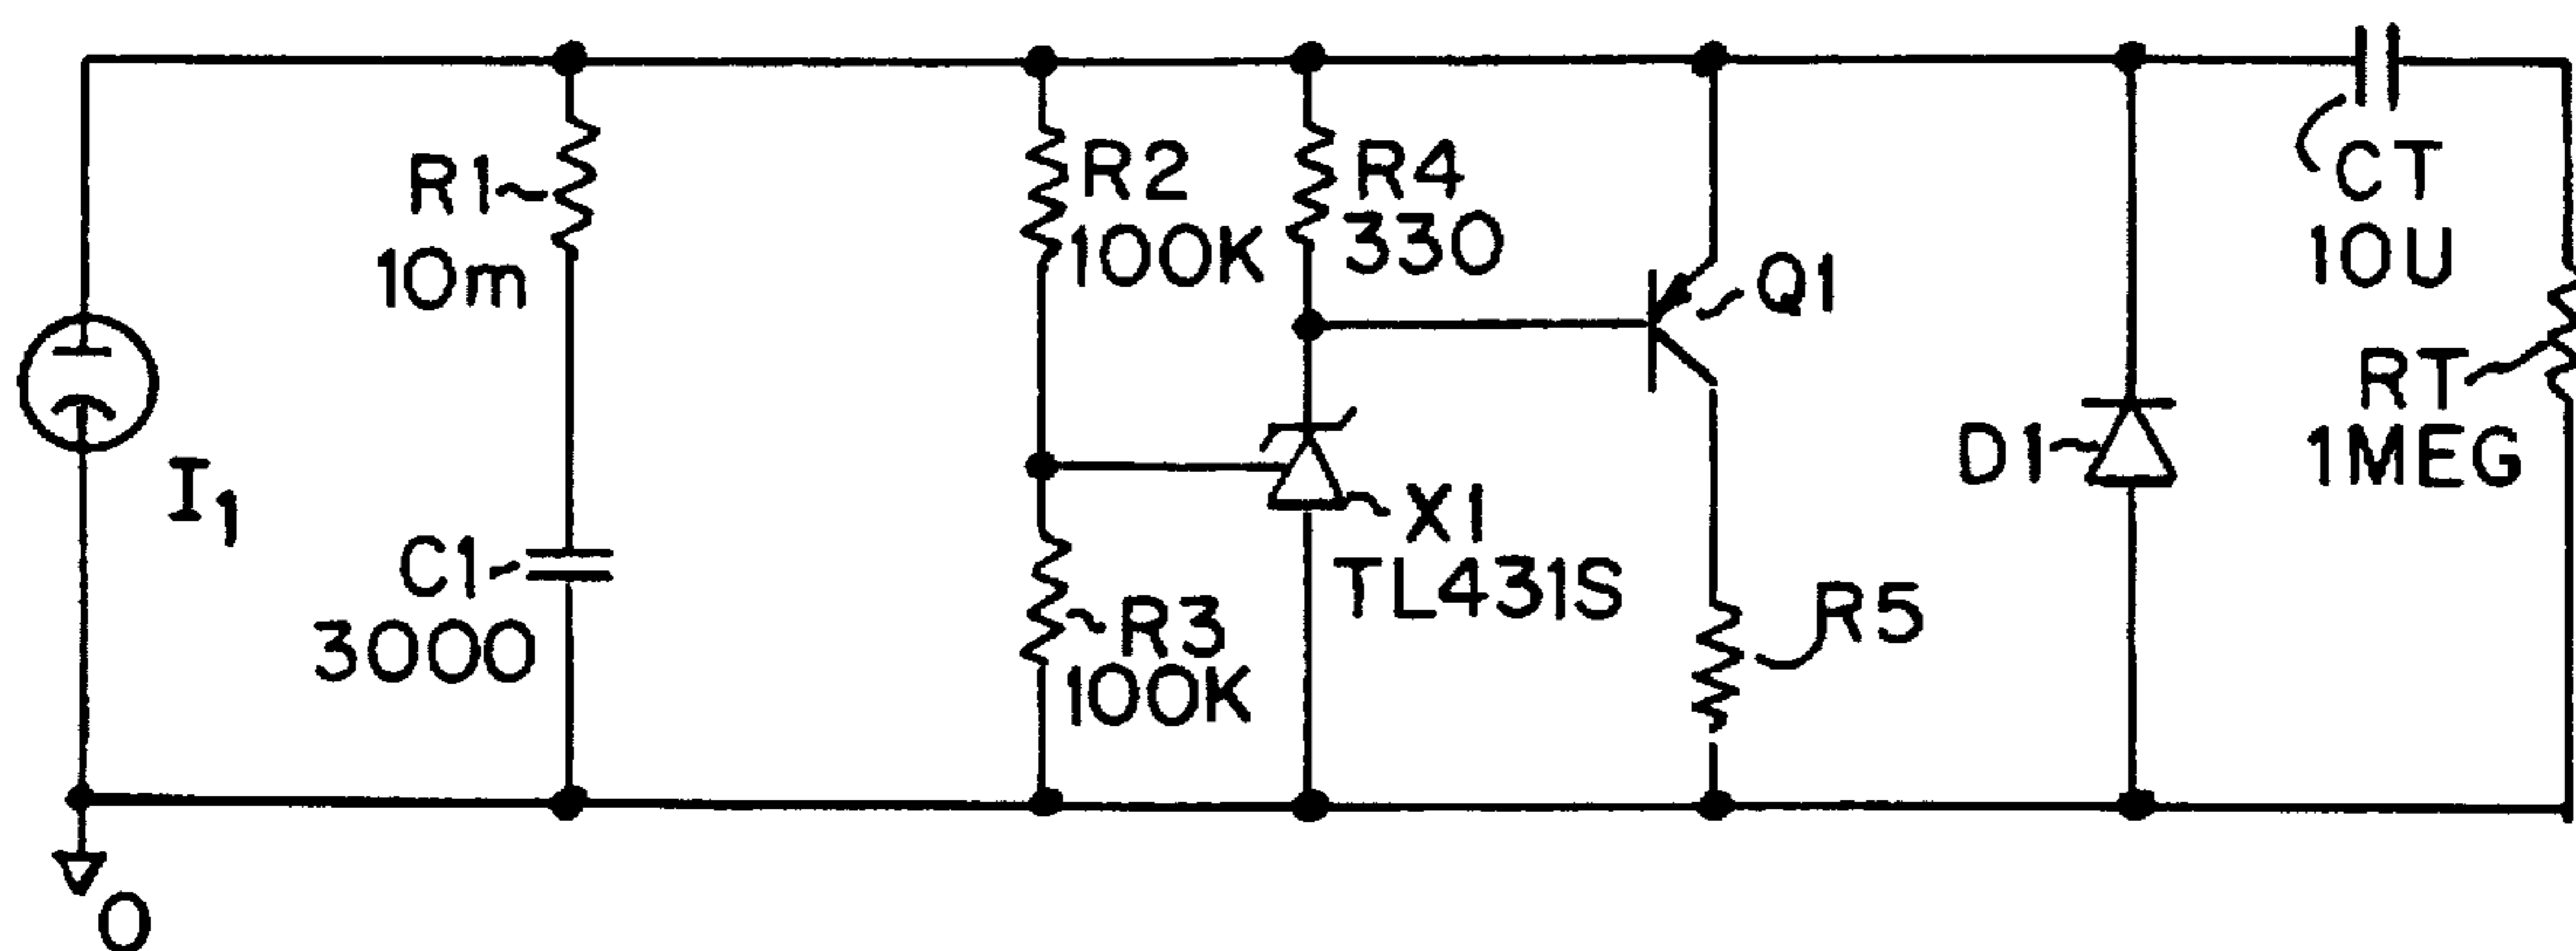 R1
10m
R2
100K
R4
330
Q1
CT
10U
RT
1MEG
D1
I1
C1
3000
X1
TL431S
R3
100K
R5
0